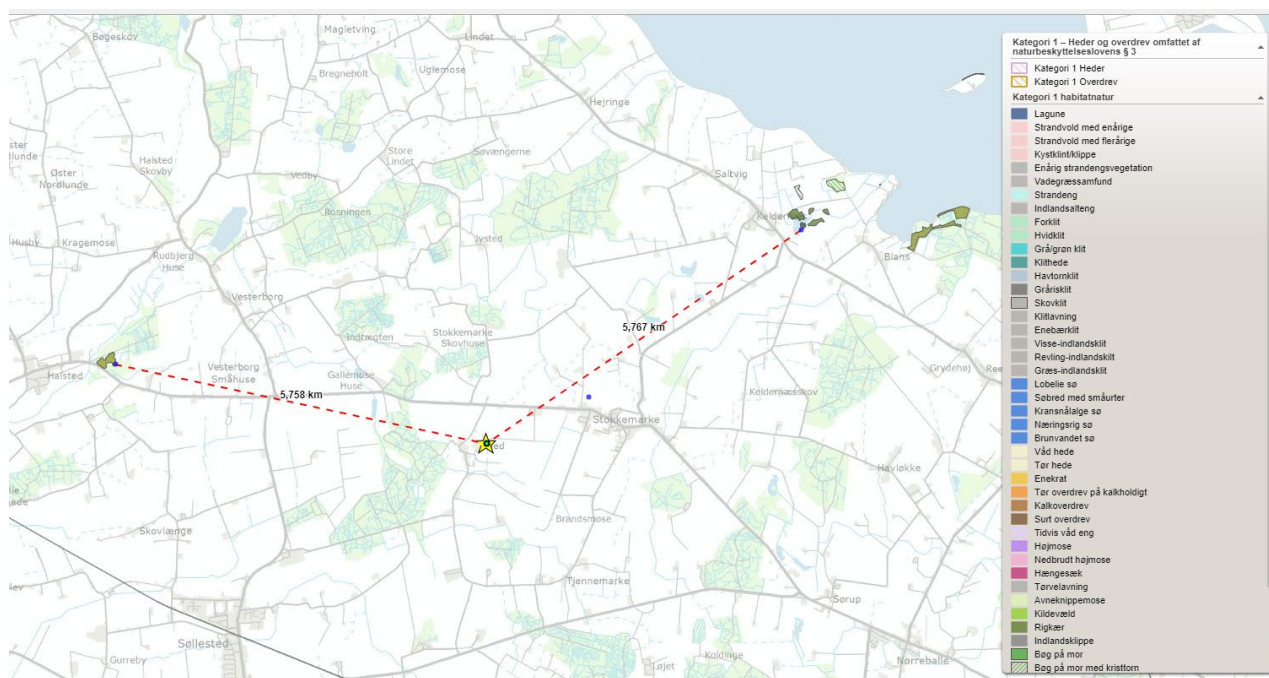 Bøgeskov
Magletving
Lindet
Bregneholt
Uglemose
Hejringe
Store
Lindet
Søvængerne
Halsted
Skovby
Vedby
Øster
Nordlunde
Rosningen
Saltvig
Husby
Kragemose
Rudbjerg
Huse
Vesterborg
Blans
5,767 km
Indtægten
Stokkemarke
Skovhuse
Halsted
Vesterborg
Småhuse
Gallemose
Huse
5,758 km
Keldernæsskov
Grydehøj
Stokkemarke
Havløkke
Skovlænge
Brandsmose
Tjennemarke
Sørup
Søllested
Gurreby
Løjet
Koldinge
Nørreballe
Kategori 1 – Heder og overdrev omfattet af
naturbeskyttelseslovens § 3
Kategori 1 Heder
Kategori 1 Overdrev
Kategori 1 habitatnatur
Lagune
Strandvold med enårige
Strandvold med flerårige
Kystklint/klippe
Enårig strandengsvegetation
Vadegræssamfund
Strandeng
Indlandsalteng
Forklit
Hvidklit
Grå/grøn klit
Klithede
Havtornklit
Grårisklit
Skovklit
Klitlavning
Enebærklit
Visse-indlandsklit
Revling-indlandskilt
Græs-indlandsklit
Lobelie sø
Søbred med småurter
Kransnålalge sø
Næringsrig sø
Brunvandet sø
Våd hede
Tør hede
Enekrat
Tør overdrev på kalkholdigt
Kalkoverdrev
Surt overdrev
Tidvis våd eng
Højmose
Nedbrudt højmose
Hængesæk
Tørvelavning
Avneknippemose
Kildevæld
Rigkær
Indlandsklippe
Bøg på mor
Bøg på mor med kristtorn